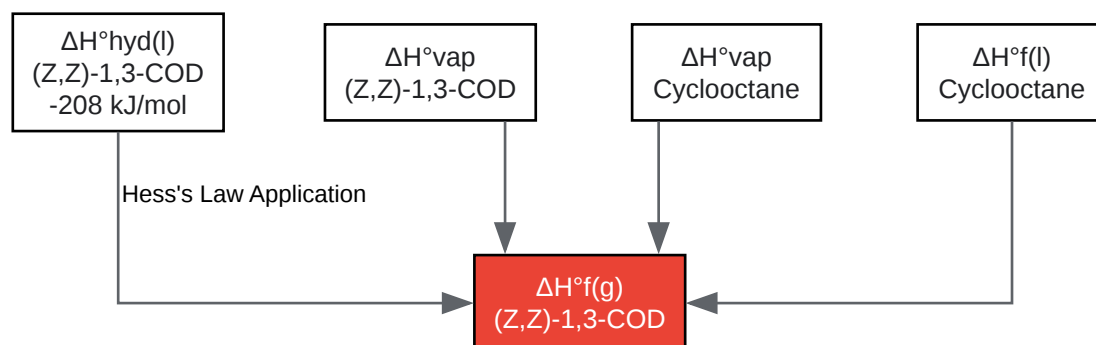 ΔH°hyd(l)
(Z,Z)-1,3-COD
-208 kJ/mol
ΔH°vap
(Z,Z)-1,3-COD
ΔH°vap
Cyclooctane
ΔH°f(l)
Cyclooctane
Hess's Law Application
ΔH°f(g)
(Z,Z)-1,3-COD